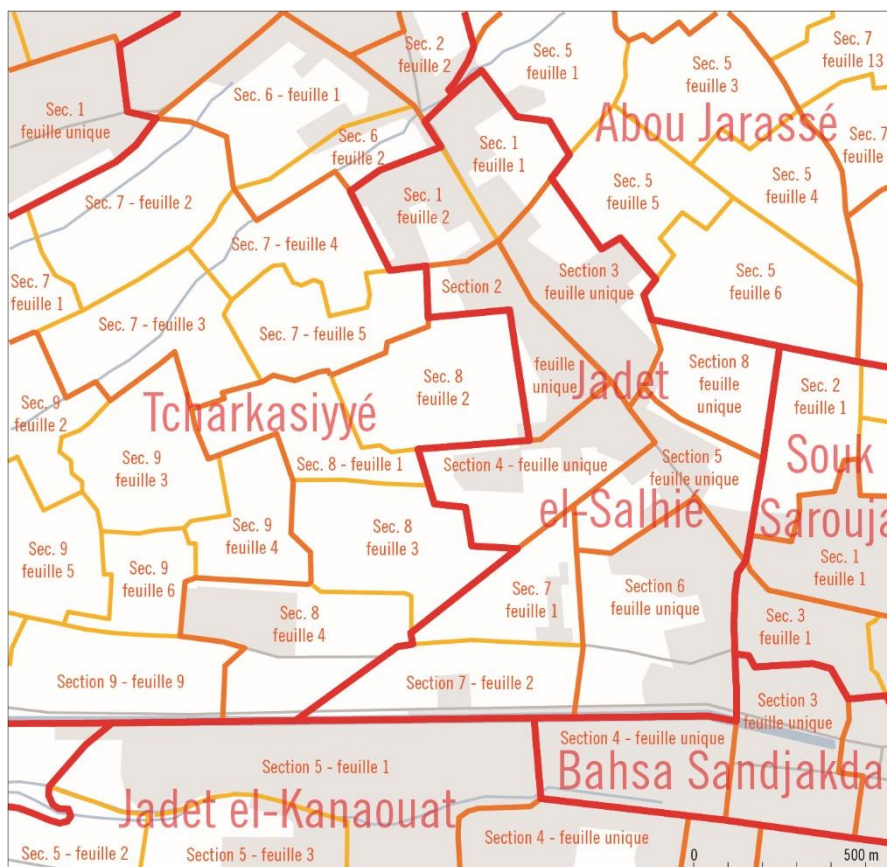 Sec. 2
feuille 2
Sec. 5
feuille 1
Sec. 5
feuille 3
Sec. 7
feuille 13
Sec. 1
feuille unique
Sec. 6 - feuille 1
Sec. 6
feuille 2
Sec. 1
feuille 1
Abou Jarassé
Sec. 7
feuille
Sec. 7 - feuille 2
Sec. 1
feuille 2
Sec. 5
feuille 5
Sec. 5
feuille 4
Sec. 7 - feuille 4
Sec. 7
feuille 1
Section 2
Section 3
feuille unique
Sec. 5
feuille 6
Sec. 7 - feuille 3
Sec. 7 - feuille 5
feuille
unique
Jadet
Section 8
feuille
unique
Sec. 9
feuille 2
Tcharkasiyyé
Sec. 8
feuille 2
Sec. 2
feuille 1
Sec. 9
feuille 3
Sec. 8 - feuille 1
Section 4 - feuille unique
Section 5
feuille unique
Souk
Sarouja
el-Salhié
Sec. 9
feuille 5
Sec. 9
feuille 6
Sec. 9
feuille 4
Sec. 8
feuille 3
Sec. 1
feuille 1
Sec. 7
feuille 1
Section 6
feuille unique
Sec. 8
feuille 4
Sec. 3
feuille 1
Section 9 - feuille 9
Section 7 - feuille 2
Section 3
feuille unique
Section 4 - feuille unique
Section 5 - feuille 1
Bahsa Sandjakda
Jadet el-Kanaouat
Sec. 5 - feuille 2
Section 5 - feuille 3
Section 4 - feuille unique
0 500 m